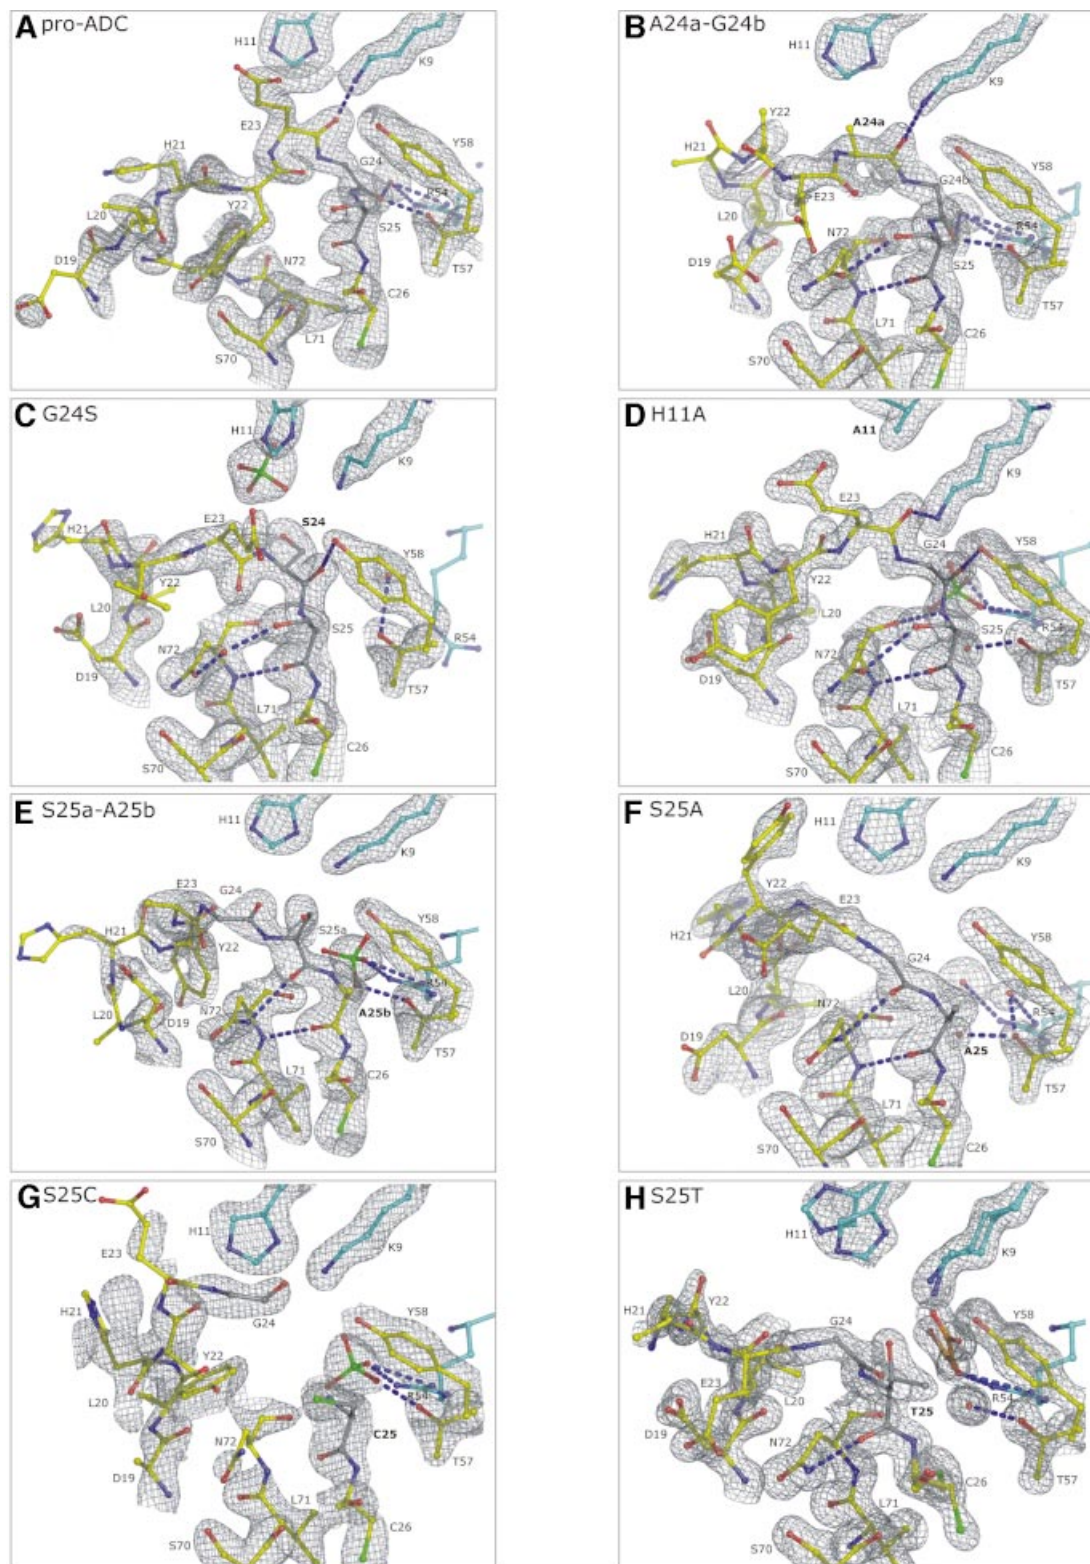 A pro-ADC
H11
K9
E23
H21
G24
Y58
L20
Y22
R54
S25
D19
N72
T57
C26
L71
S70
B A24a-G24b
H11
K9
Y22
A24a
H21
Y58
G24b
E23
L20
R54
N72
S25
D19
T57
L71
C26
S70
C G24S
H11
K9
E23
S24
H21
Y58
Y22
L20
S25
R54
N72
D19
T57
L71
C26
S70
D H11A
A11
K9
E23
H21
G24
Y58
Y22
L20
S25
R54
N72
D19
T57
L71
C26
S70
E S25a-A25b
H11
K9
E23
G24
Y58
H21
S25a
Y22
R54
N72
A25b
L20
D19
T57
C26
L71
S70
F S25A
H11
K9
Y22
E23
H21
Y58
G24
L20
N72
R54
D19
A25
T57
L71
C26
S70
G S25C
H11
K9
E23
H21
G24
Y58
Y22
R54
L20
C25
N72
T57
D19
L71
C26
S70
H S25T
H11
K9
H21
Y22
G24
Y58
E23
L20
R54
T25
D19
N72
T57
C26
L71
S70